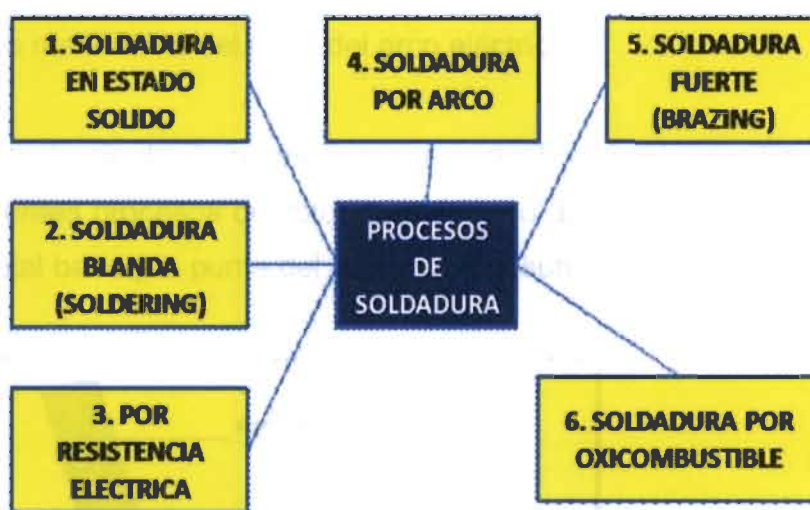 1. SOLDADURA
EN ESTADO
SOLIDO
4. SOLDADURA
POR ARCO
5. SOLDADURA
FUERTE
(BRAZING)
2. SOLDADURA
BLANDA
(SOLDERING)
PROCESOS
DE
SOLDADURA
3. POR
RESISTENCIA
ELECTRICA
6. SOLDADURA POR
OXICOMBUSTIBLE